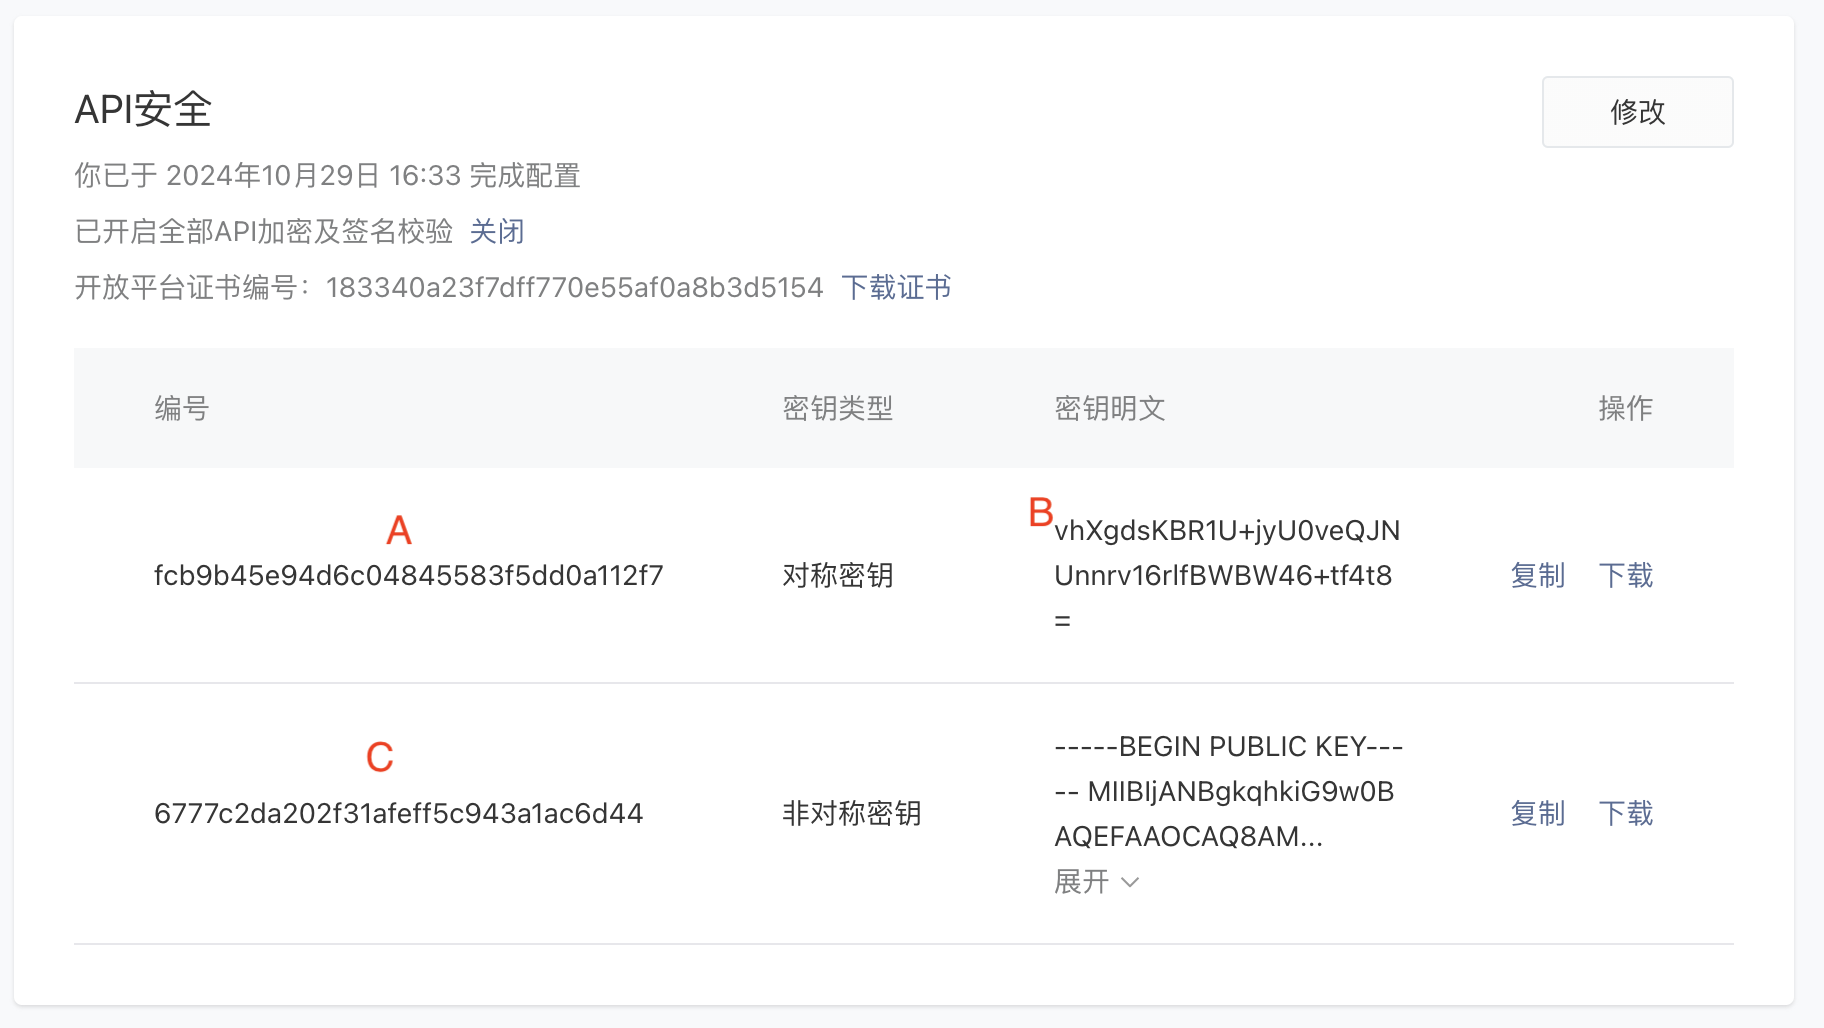 API安全
修改
你已于 2024年10月29日 16:33 完成配置
已开启全部API加密及签名校验 关闭
开放平台证书编号：183340a23f7dff770e55af0a8b3d5154 下载证书
编号 密钥类型 密钥明文 操作
A
B
vhXgdsKBR1U+jyU0veQJN
fcb9b45e94d6c04845583f5dd0a112f7 对称密钥 Unnrv16rlfBWBW46+tf4t8 复制 下载
=
C
-----BEGIN PUBLIC KEY---
-- MIIBIjANBgkqhkiG9w0B
6777c2da202f31afeff5c943a1ac6d44 非对称密钥 复制 下载
AQEFAAOCAQ8AM...
展开